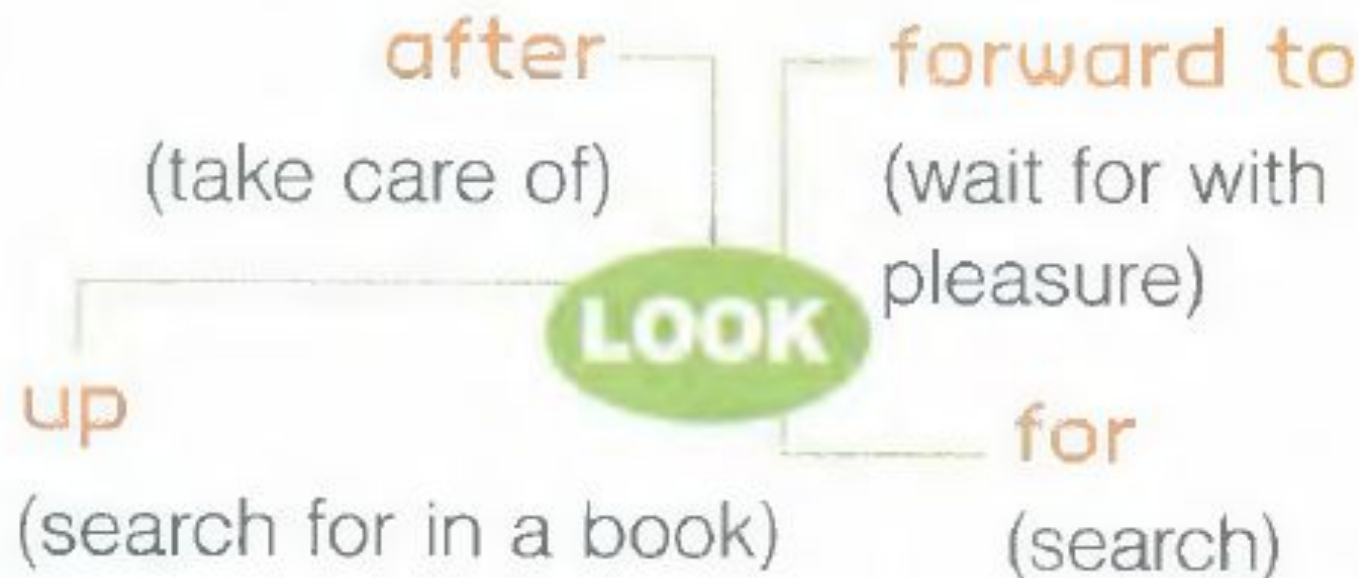 after
(take care of)
forward to
(wait for with
pleasure)
LOOK
up
(search for in a book)
for
(search)